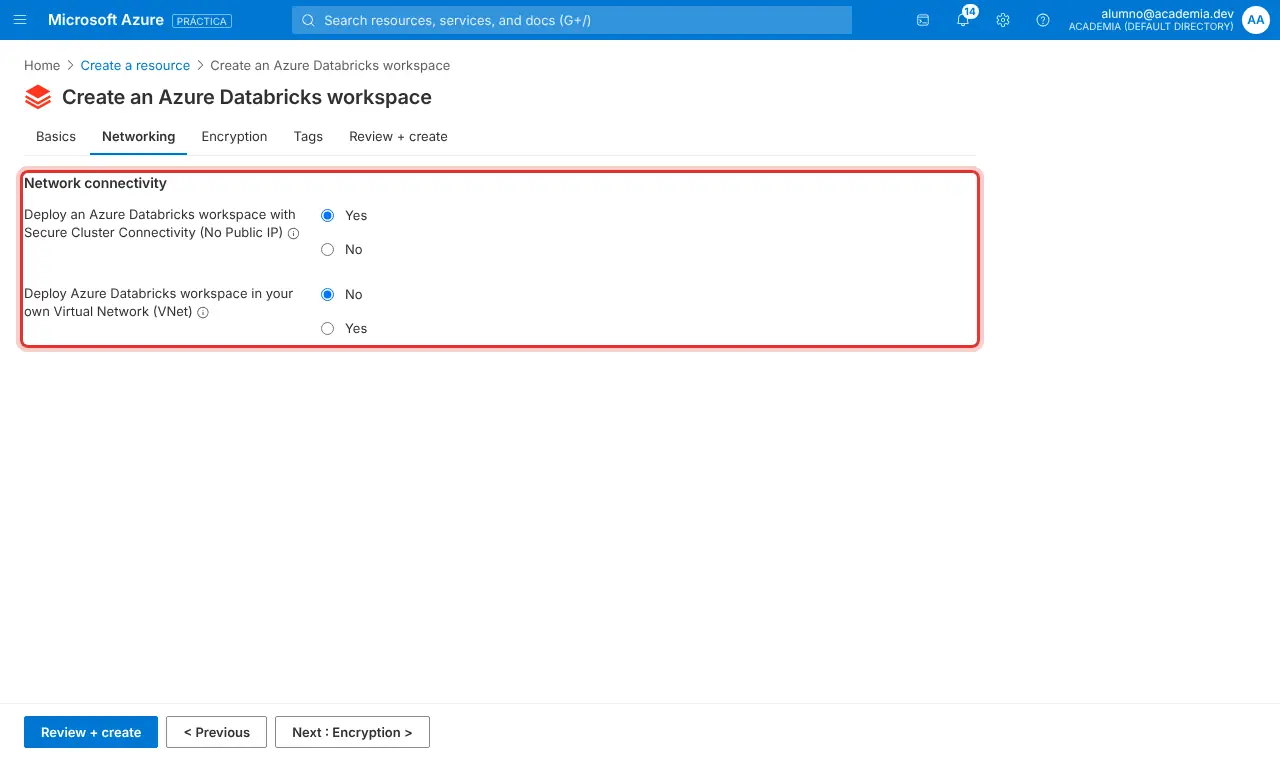 Microsoft Azure PRÁCTICA
Search resources, services, and docs (G+/)
14
alumno@academia.dev
ACADEMIA (DEFAULT DIRECTORY)
AA
Home > Create a resource > Create an Azure Databricks workspace
Create an Azure Databricks workspace
Basics Networking Encryption Tags Review + create
Network connectivity
Deploy an Azure Databricks workspace with
Secure Cluster Connectivity (No Public IP)
Yes
No
Deploy Azure Databricks workspace in your
own Virtual Network (VNet)
No
Yes
Review + create < Previous Next : Encryption >